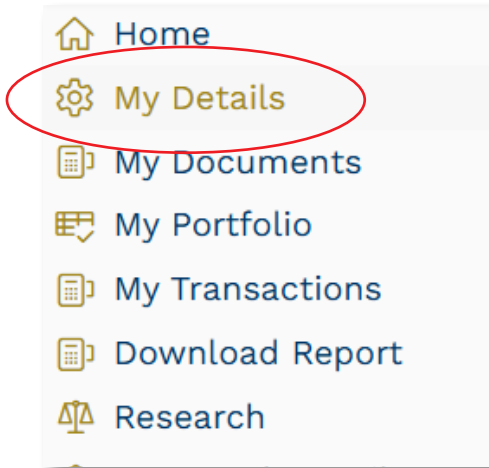 Home
My Details
My Documents
My Portfolio
My Transactions
Download Report
Research